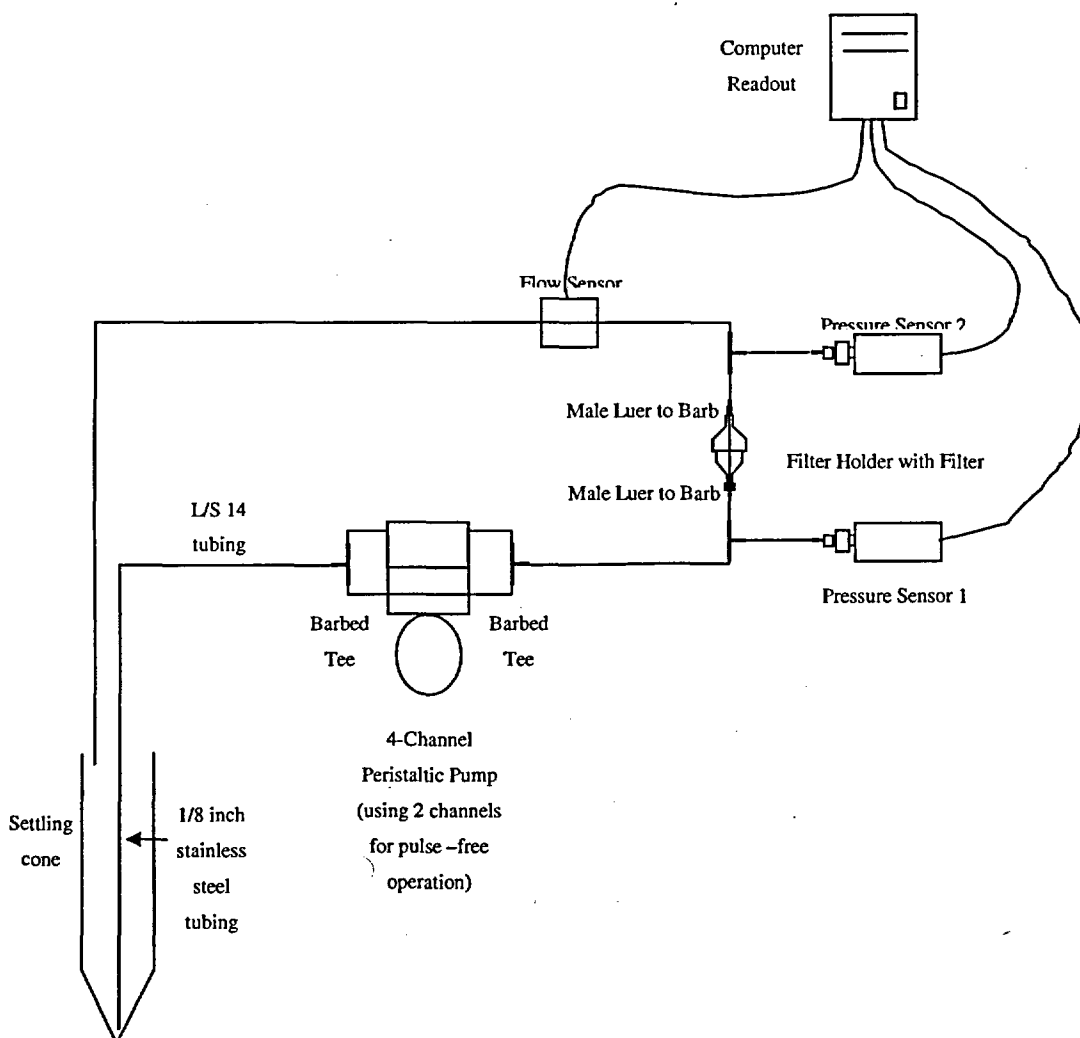 Computer
Readout
Flow Sensor
Pressure Sensor 2
Male Luer to Barb
Filter Holder with Filter
Male Luer to Barb
L/S 14
tubing
Pressure Sensor 1
Barbed
Tee
Barbed
Tee
4-Channel
Peristaltic Pump
(using 2 channels
for pulse –free
operation)
Settling
cone
1/8 inch
stainless
steel
tubing